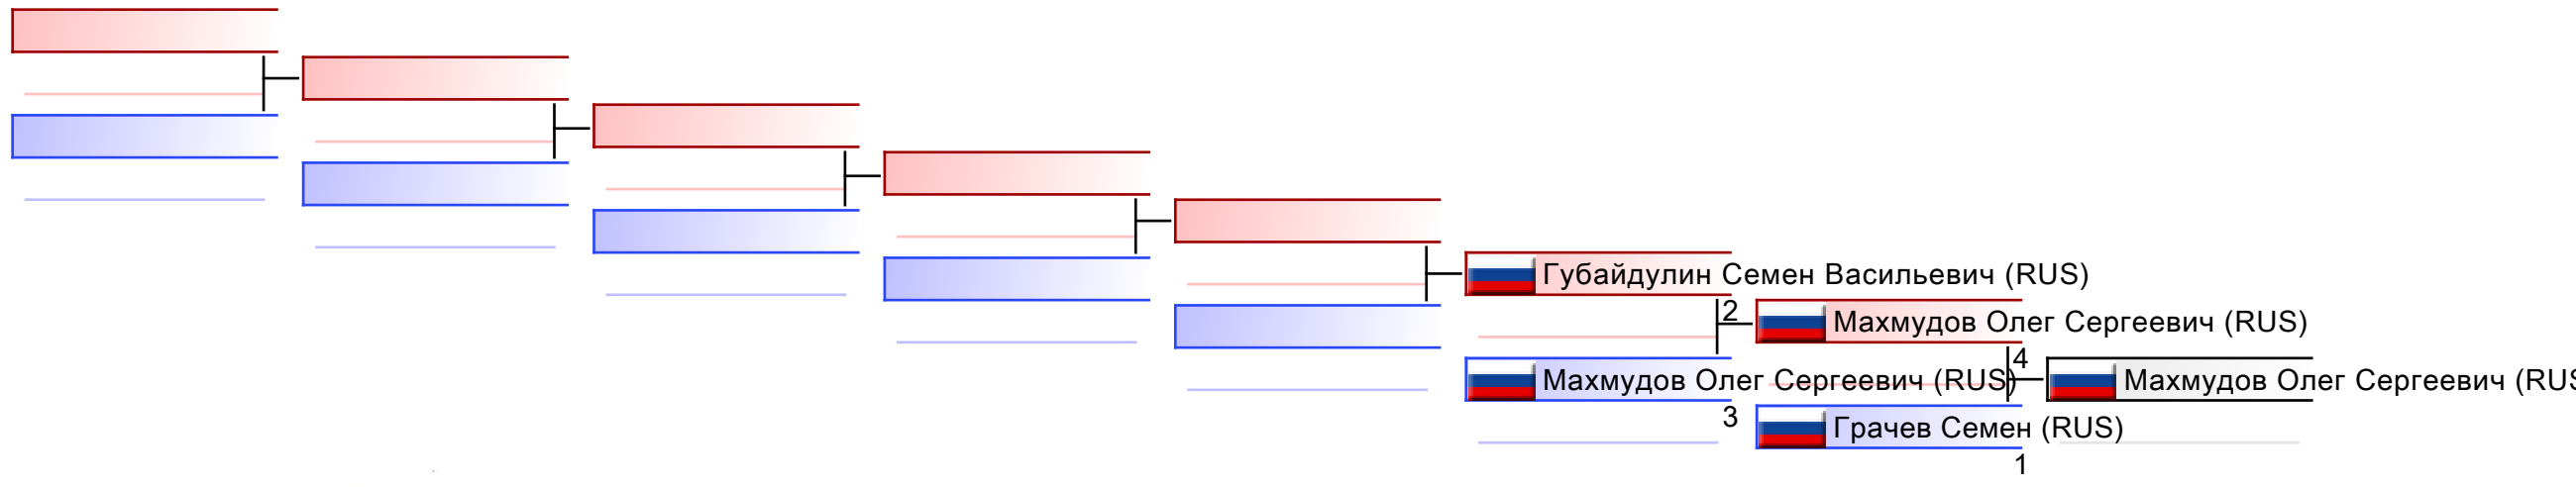 Губайдулин Семен Васильевич (RUS)
2
Махмудов Олег Сергеевич (RUS)
Махмудов Олег Сергеевич (RUS)
3
4
Махмудов Олег Сергеевич (RUS
Грачев Семен (RUS)
1